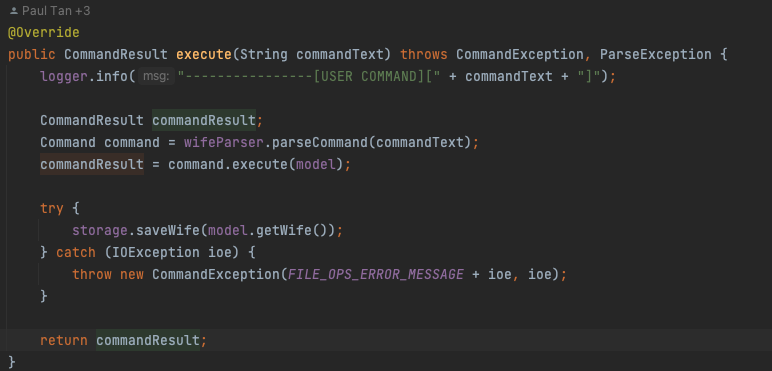 Paul Tan +3
@Override
public CommandResult execute(String commandText) throws CommandException, ParseException {
logger.info( msg: "----------------[USER COMMAND][" + commandText + "]");
CommandResult commandResult;
Command command = wifeParser.parseCommand(commandText);
commandResult = command.execute(model);
try {
storage.saveWife(model.getWife());
} catch (IOException ioe) {
throw new CommandException(FILE_OPS_ERROR_MESSAGE + ioe, ioe);
}
return commandResult;
}